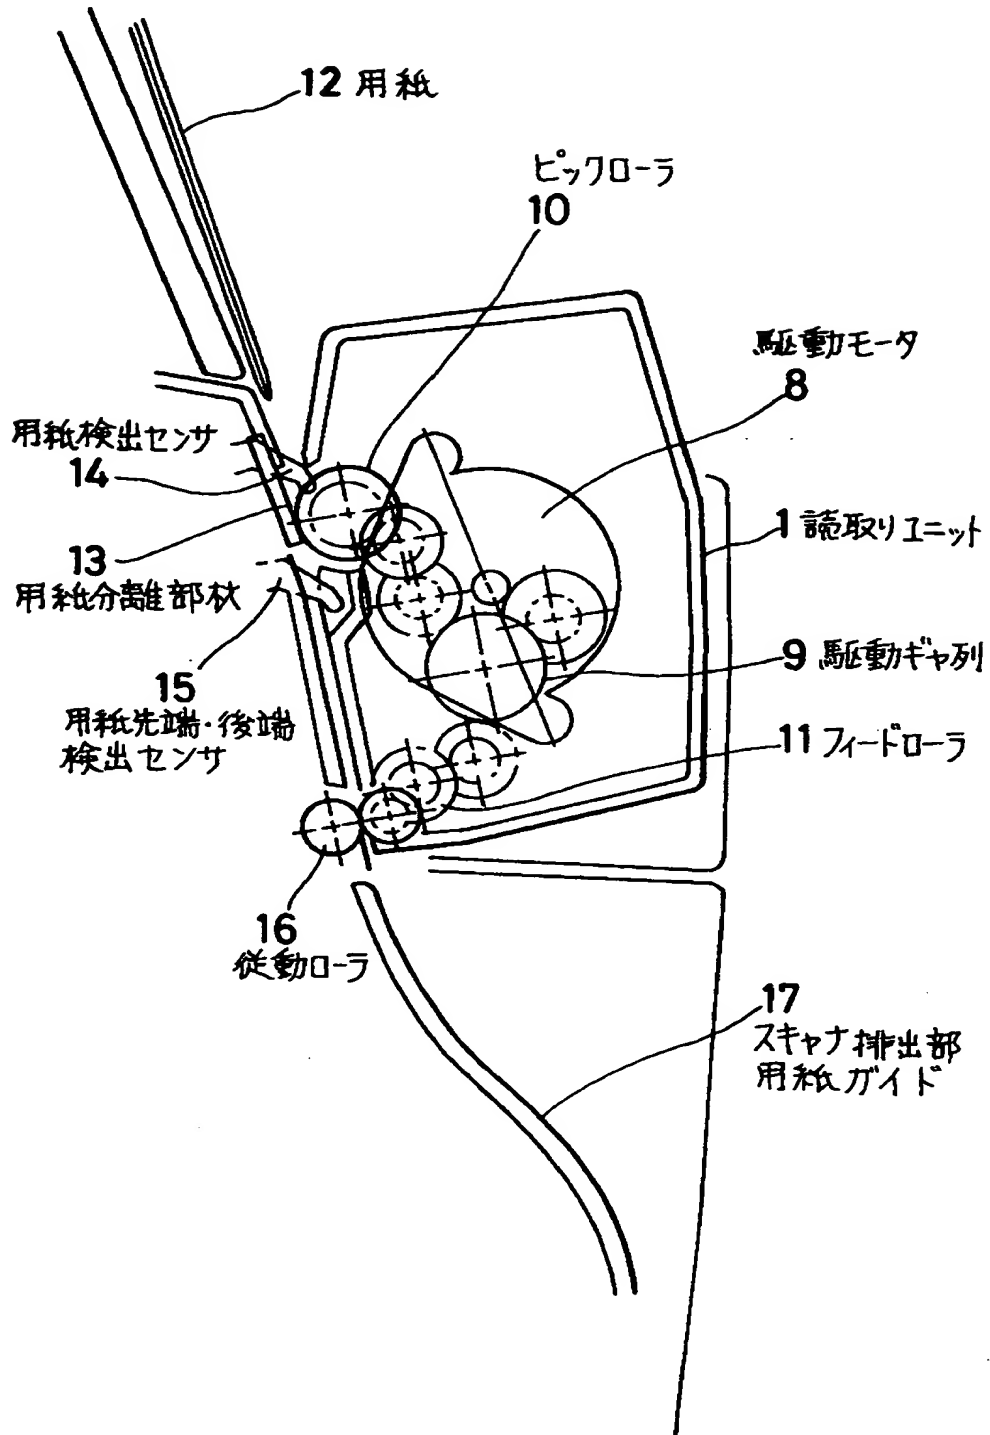 12 用紙
ピックローラ
10
駆動モータ
8
用紙検出センサ
14
1 読取りユニット
13
用紙分離部材
9 駆動ギャ列
15
用紙先端・後端
検出センサ
11 フィードローラ
16
従動ローラ
17
スキャナ排出部
用紙ガイド